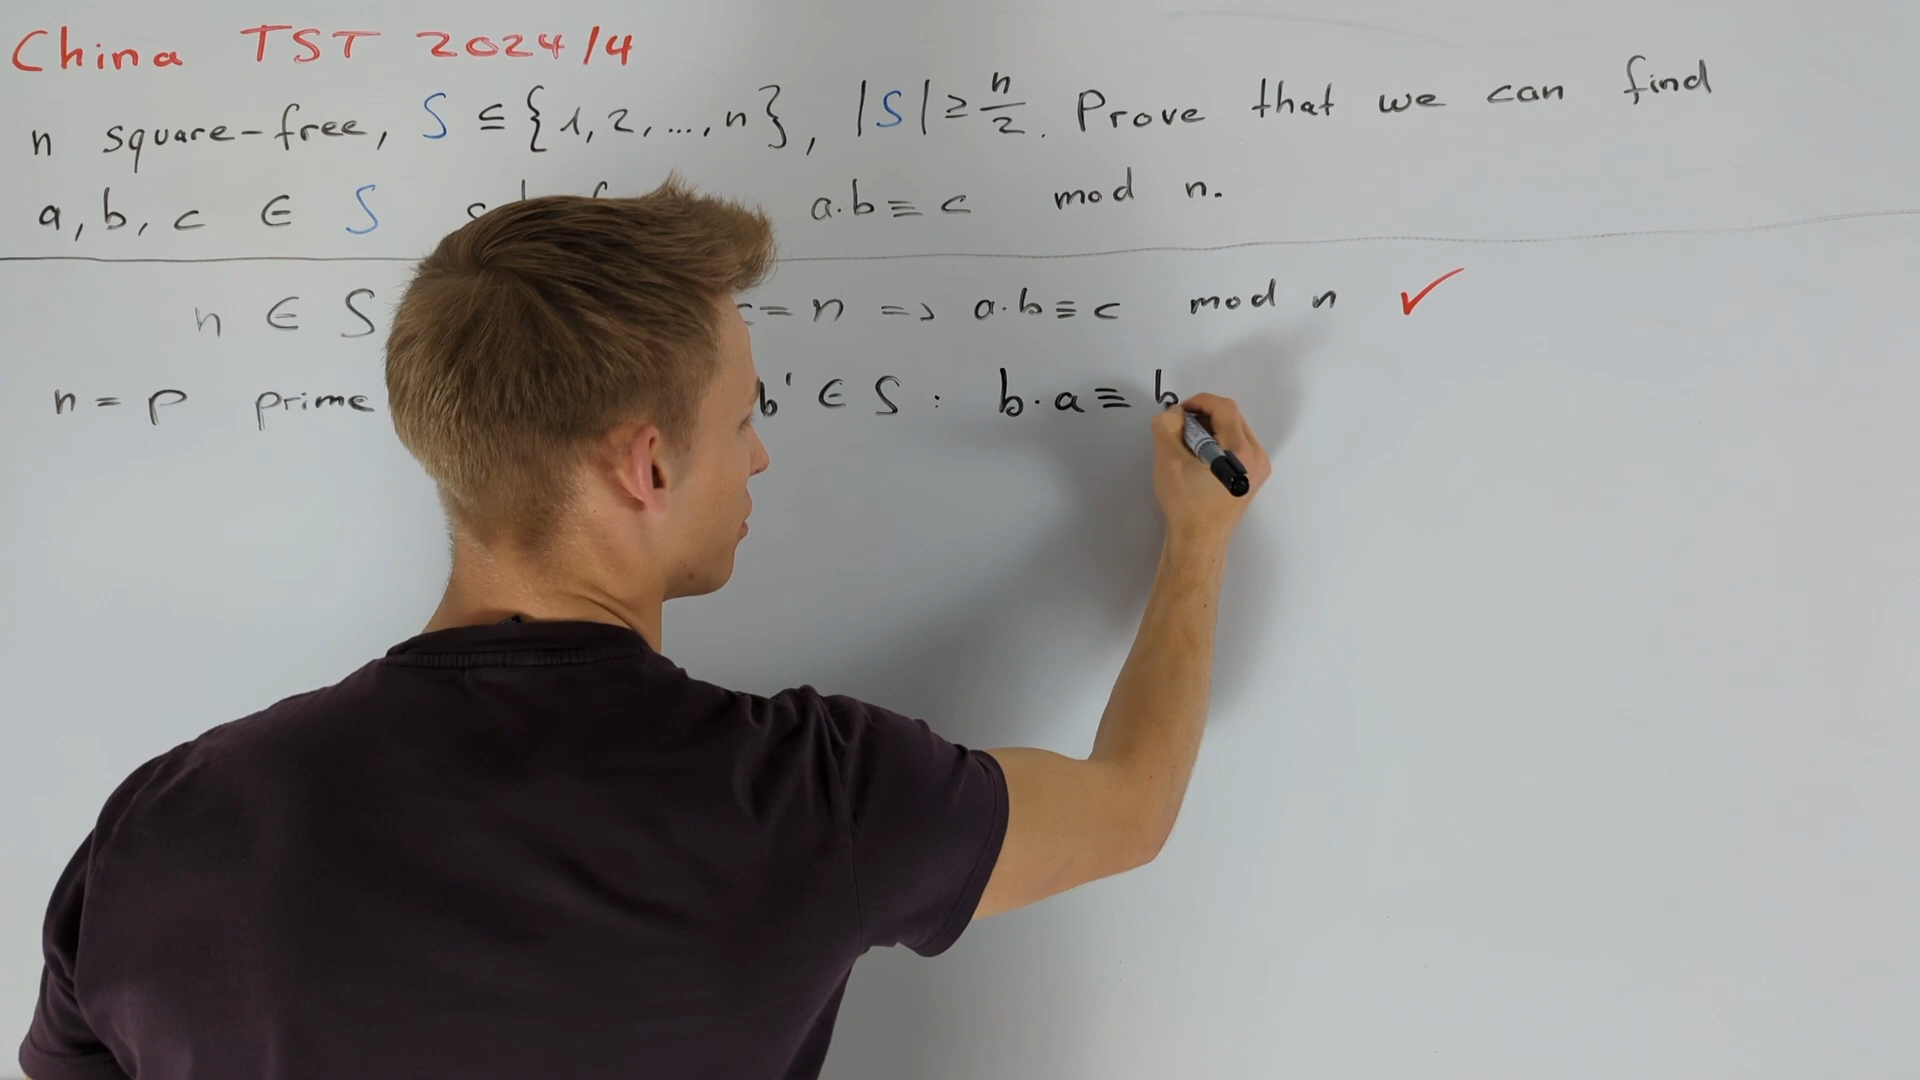 China TST 2024/4
n square-free, S ⊆ {1, 2, ..., n}, |S| ≥ n/2. Prove that we can find
a, b, c ∈ S a·b ≡ c mod n.
n ∈ S = n => a·b ≡ c mod n ✓
n = p prime b' ∈ S : b·a ≡ b